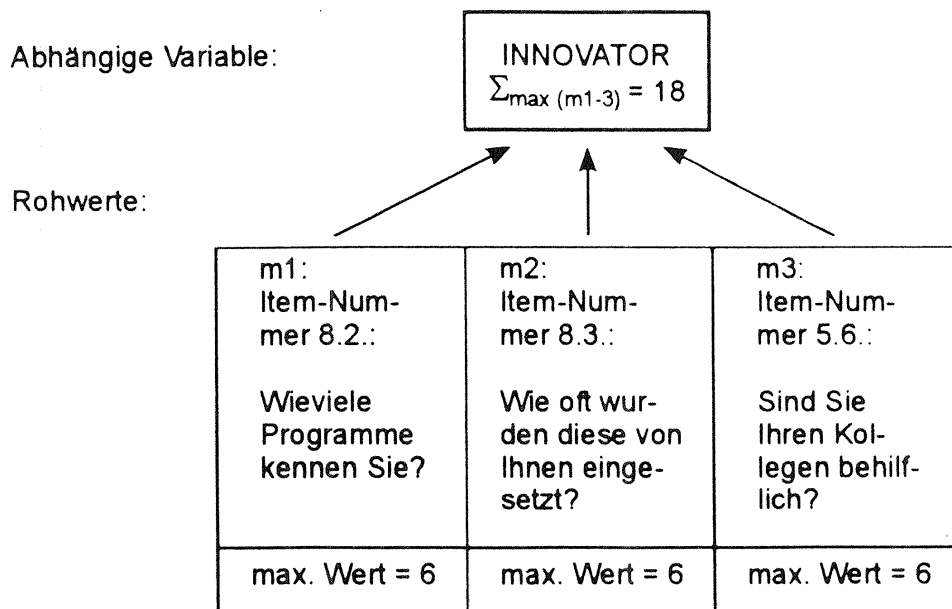 Abhängige Variable:
INNOVATOR
∑max (m1-3) = 18
Rohwerte:
m1:
Item-Num-
mer 8.2.:
Wieviele
Programme
kennen Sie?
max. Wert = 6
m2:
Item-Num-
mer 8.3.:
Wie oft wur-
den diese von
Ihnen einge-
setzt?
max. Wert = 6
m3:
Item-Num-
mer 5.6.:
Sind Sie
Ihren Kol-
legen behilf-
lich?
max. Wert = 6